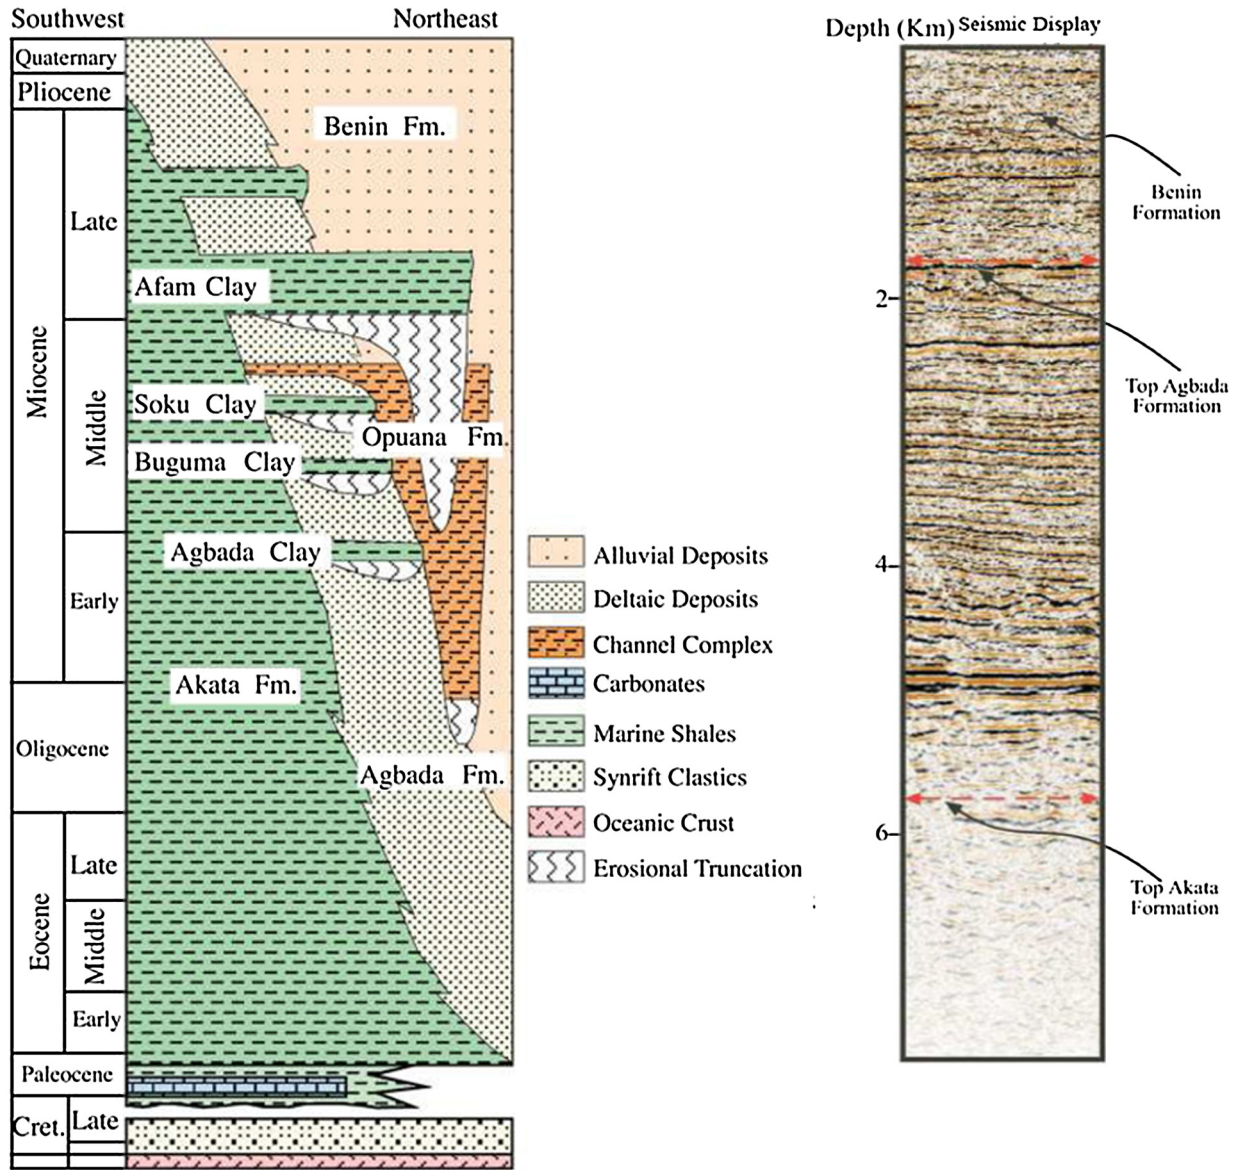 Southwest Northeast
Quaternary
Pliocene
Miocene
Late
Middle
Early
Oligocene
Eocene
Late
Middle
Early
Paleocene
Cret. Late
Benin Fm.
Afam Clay
Soku Clay
Opuana Fm.
Buguma Clay
Agbada Clay
Akata Fm.
Agbada Fm.
Alluvial Deposits
Deltaic Deposits
Channel Complex
Carbonates
Marine Shales
Synrift Clastics
Oceanic Crust
Erosional Truncation
Depth (Km) Seismic Display
2
4
6
Benin
Formation
Top Agbada
Formation
Top Akata
Formation